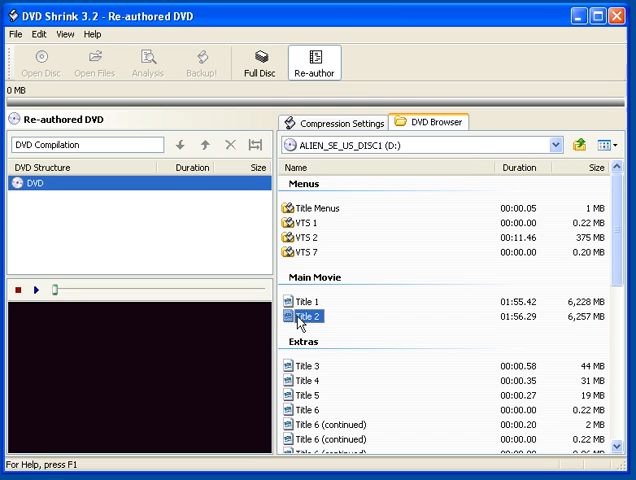 DVD Shrink 3.2 - Re-authored DVD
File Edit View Help
Open Disc Open Files Analysis Backup! Full Disc Re-author
0 MB
Re-authored DVD
Compression Settings DVD Browser
DVD Compilation
ALIEN_SE_US_DISC1 (D:)
DVD Structure Duration Size
Name Duration Size
DVD
Menus
Title Menus 00:00.05 1 MB
VTS 1 00:00.00 0.22 MB
VTS 2 00:11.46 375 MB
VTS 7 00:00.00 0.20 MB
Main Movie
Title 1 01:55.42 6,228 MB
Title 2 01:56.29 6,257 MB
Extras
Title 3 00:00.58 44 MB
Title 4 00:00.35 31 MB
Title 5 00:00.27 19 MB
Title 6 00:00.00 0.22 MB
Title 6 (continued) 00:00.20 2 MB
Title 6 (continued) 00:00.00 0.22 MB
For Help, press F1